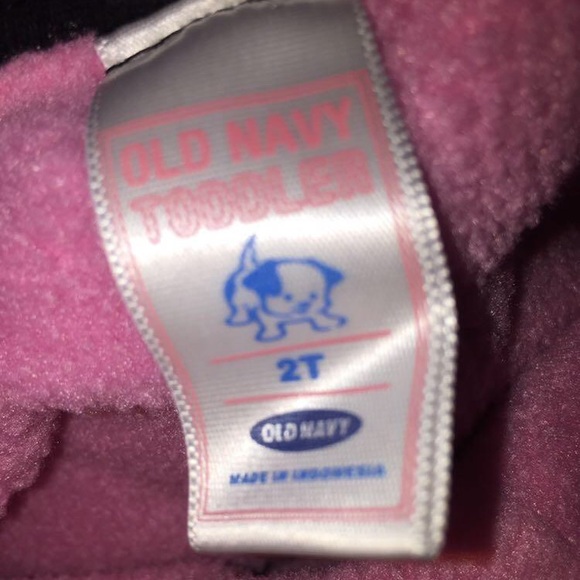 OLD NAVY
TODDLER
2T
OLD NAVY
MADE IN INDONESIA